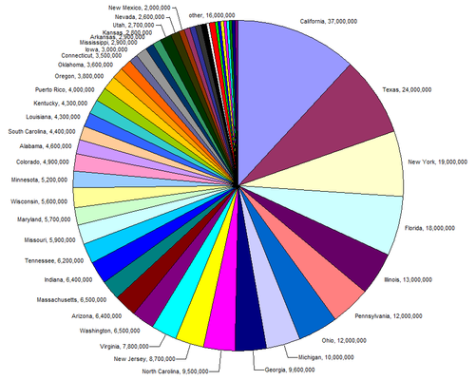 California, 37,000,000
Texas, 24,000,000
New York, 19,000,000
Florida, 18,000,000
Illinois, 13,000,000
Pennsylvania, 12,000,000
Ohio, 12,000,000
Michigan, 10,000,000
Georgia, 9,600,000
North Carolina, 9,500,000
New Jersey, 8,700,000
Virginia, 7,800,000
Washington, 6,500,000
Arizona, 6,400,000
Massachusetts, 6,500,000
Indiana, 6,400,000
Tennessee, 6,200,000
Missouri, 5,900,000
Maryland, 5,700,000
Wisconsin, 5,600,000
Minnesota, 5,200,000
Colorado, 4,900,000
Alabama, 4,600,000
South Carolina, 4,400,000
Louisiana, 4,300,000
Kentucky, 4,300,000
Puerto Rico, 4,000,000
Oregon, 3,800,000
Oklahoma, 3,600,000
Connecticut, 3,500,000
Iowa, 3,000,000
Mississippi, 2,900,000
Arkansas, 2,900,000
Kansas, 2,800,000
Utah, 2,700,000
Nevada, 2,600,000
New Mexico, 2,000,000
other, 16,000,000